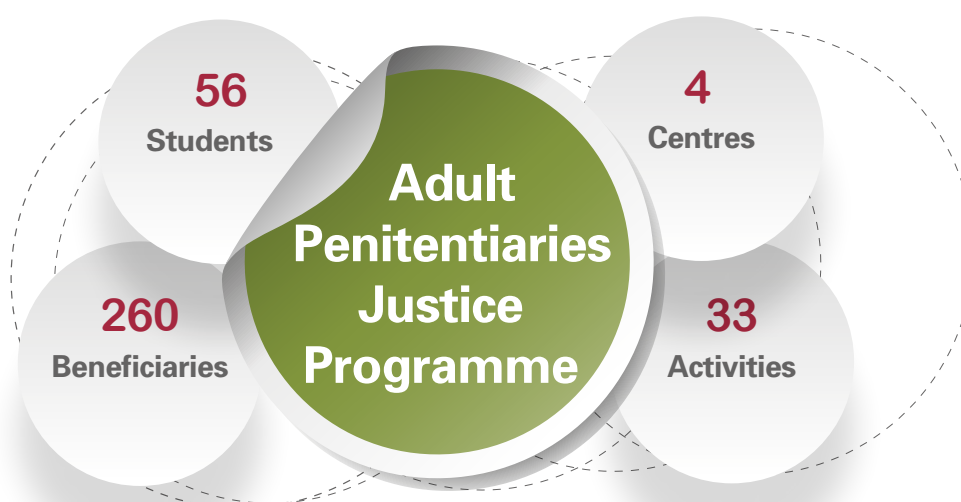 56
Students
4
Centres
Adult
Penitentiaries
Justice
Programme
260
Beneficiaries
33
Activities